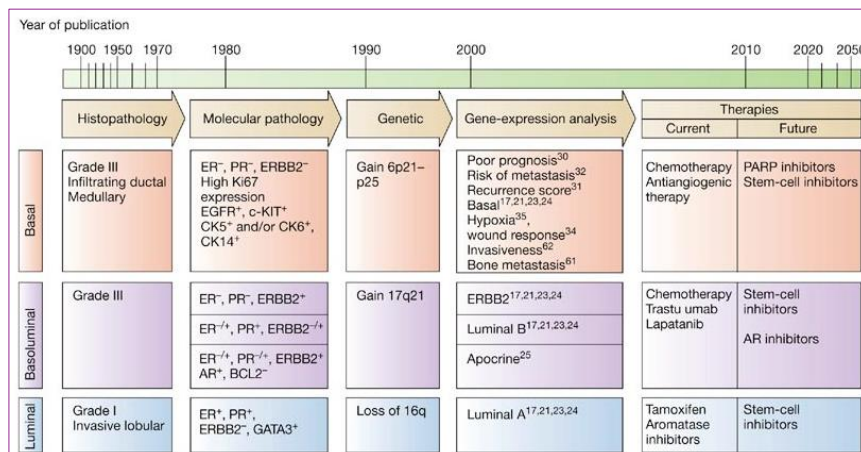 Year of publication
1900 1950 1970 1980 1990 2000 2010 2020 2050
Histopathology
Molecular pathology
Genetic
Gene-expression analysis
Therapies
Current
Future
Basal
Grade III
Infiltrating ductal
Medullary
ER⁻, PR⁻, ERBB2⁻
High Ki67
expression
EGFR⁺, c-KIT⁺
CK5⁺ and/or CK6⁺,
CK14⁺
Gain 6p21–
p25
Poor prognosis³⁰
Risk of metastasis³²
Recurrence score³¹
Basal¹⁷,²¹,²³,²⁴
Hypoxia³⁵,
wound response³⁴
Invasiveness⁶²
Bone metastasis⁶¹
Chemotherapy
Antiangiogenic
therapy
PARP inhibitors
Stem-cell inhibitors
Basoluminal
Grade III
ER⁻, PR⁻, ERBB2⁺
ER⁻/⁺, PR⁺, ERBB2⁻/⁺
ER⁻/⁺, PR⁻/⁺, ERBB2⁺
AR⁺, BCL2⁻
Gain 17q21
ERBB2¹⁷,²¹,²³,²⁴
Luminal B¹⁷,²¹,²³,²⁴
Apocrine²⁵
Chemotherapy
Trastu umab
Lapatanib
Stem-cell
inhibitors
AR inhibitors
Luminal
Grade I
Invasive lobular
ER⁺, PR⁺,
ERBB2⁻, GATA3⁺
Loss of 16q
Luminal A¹⁷,²¹,²³,²⁴
Tamoxifen
Aromatase
inhibitors
Stem-cell
inhibitors